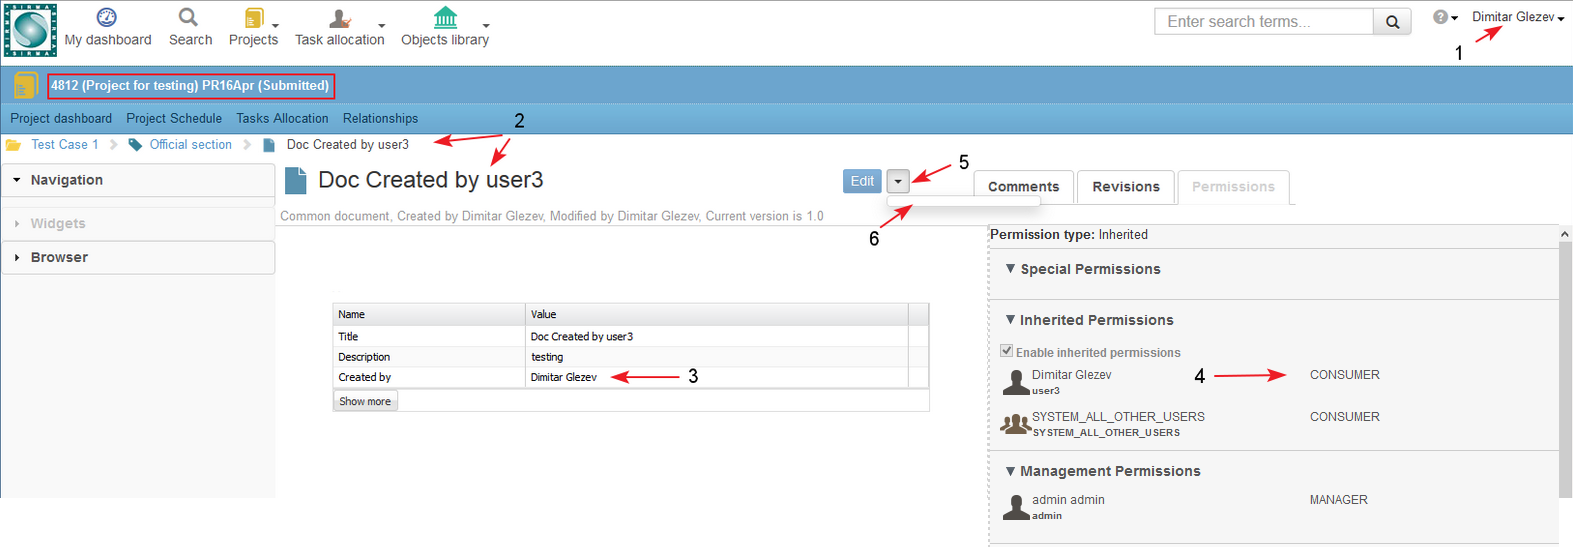 SIRMA
SIRMA
My dashboard
Search
Projects
Task allocation
Objects library
Enter search terms...
?
Dimitar Glezev
1
4812 (Project for testing) PR16Apr (Submitted)
Project dashboard Project Schedule Tasks Allocation Relationships
2
Test Case 1 Official section Doc Created by user3
Navigation
Widgets
Browser
Doc Created by user3
Edit
5
6
Common document, Created by Dimitar Glezev, Modified by Dimitar Glezev, Current version is 1.0
Name Value
Title Doc Created by user3
Description testing
Created by Dimitar Glezev
3
Show more
Comments Revisions Permissions
Permission type: Inherited
Special Permissions
Inherited Permissions
Enable inherited permissions
Dimitar Glezev 4 CONSUMER
user3
SYSTEM_ALL_OTHER_USERS CONSUMER
SYSTEM_ALL_OTHER_USERS
Management Permissions
admin admin MANAGER
admin